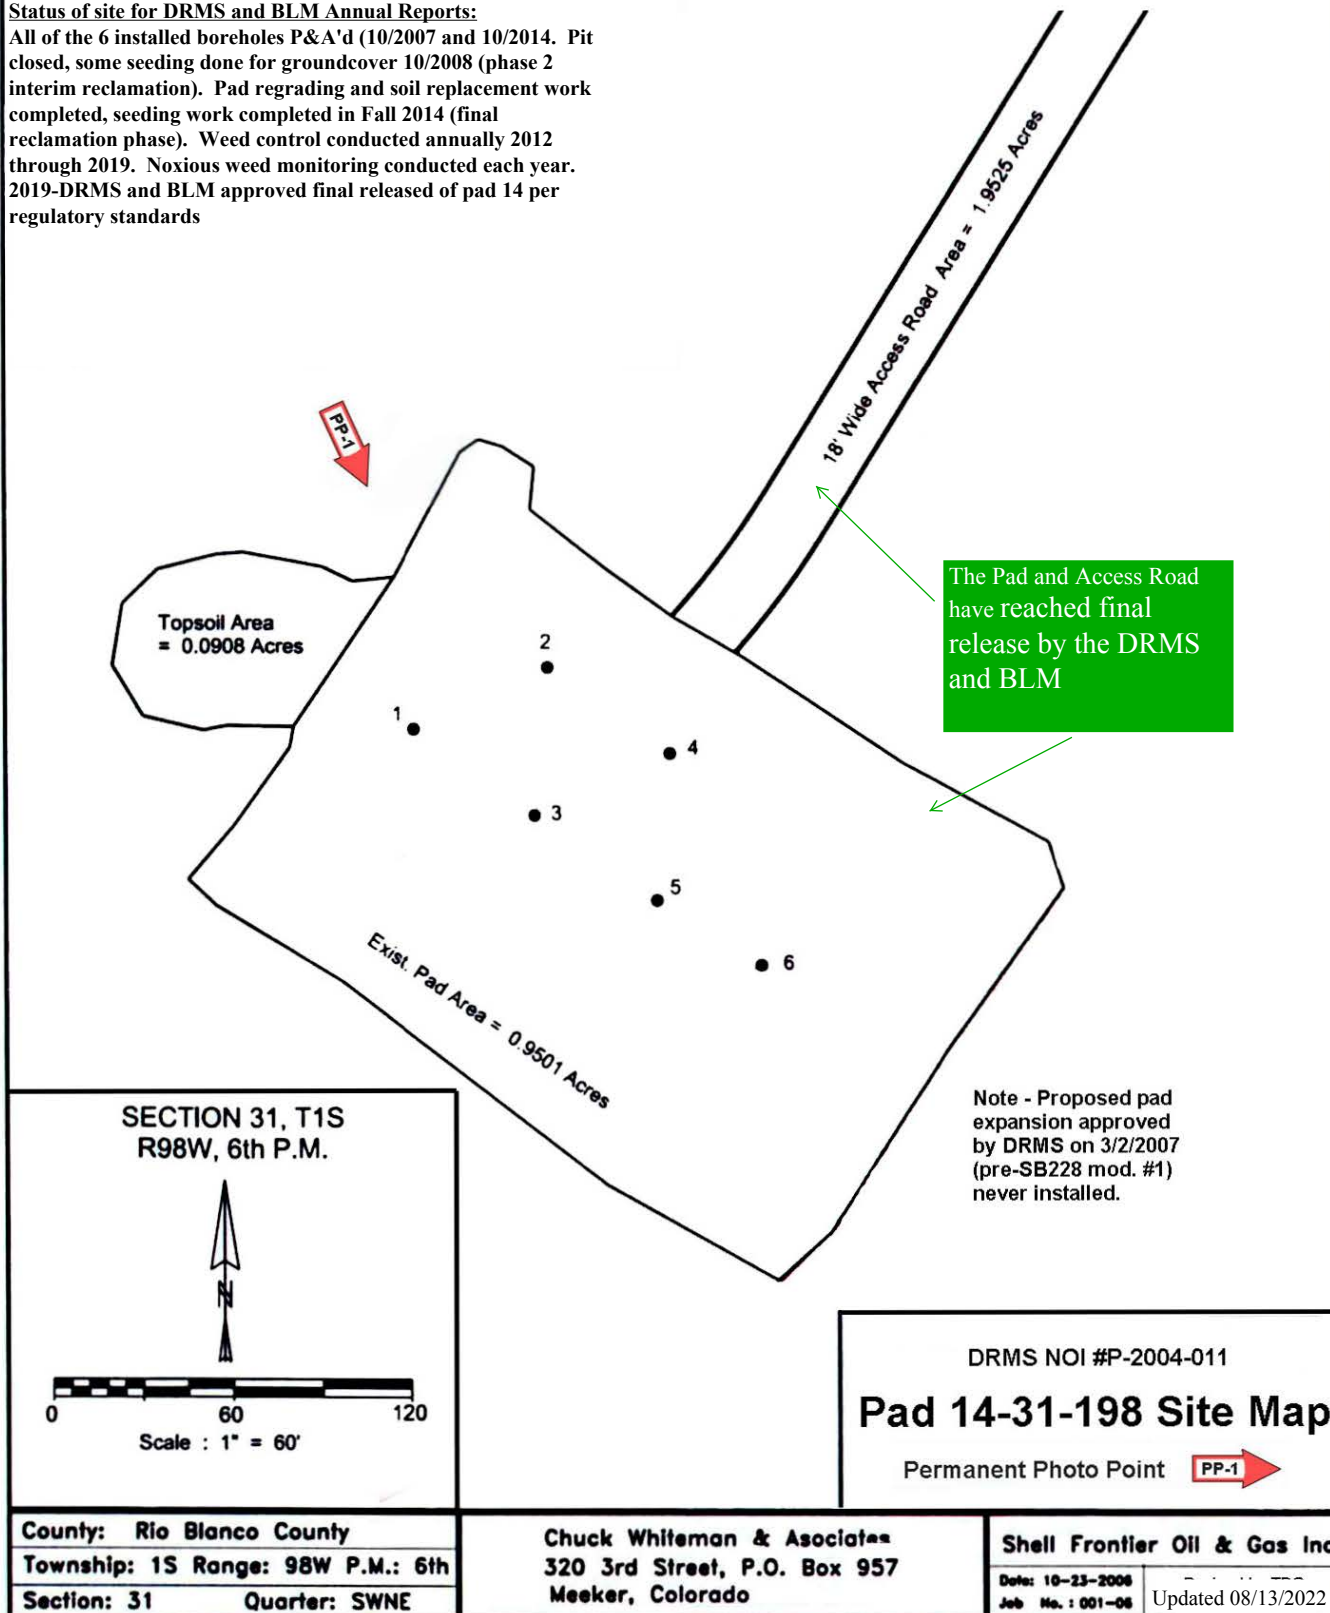 Status of site for DRMS and BLM Annual Reports:
All of the 6 installed boreholes P&A'd (10/2007 and 10/2014. Pit
closed, some seeding done for groundcover 10/2008 (phase 2
interim reclamation). Pad regrading and soil replacement work
completed, seeding work completed in Fall 2014 (final
reclamation phase). Weed control conducted annually 2012
through 2019. Noxious weed monitoring conducted each year.
2019-DRMS and BLM approved final released of pad 14 per
regulatory standards
18' Wide Access Road Area = 1.9525 Acres
PP-1
The Pad and Access Road
have reached final
release by the DRMS
and BLM
Topsoil Area
= 0.0908 Acres
2
1
4
3
5
6
Exist. Pad Area = 0.9501 Acres
Note - Proposed pad
expansion approved
by DRMS on 3/2/2007
(pre-SB228 mod. #1)
never installed.
SECTION 31, T1S
R98W, 6th P.M.
N
0 60 120
Scale : 1" = 60'
DRMS NOI #P-2004-011
Pad 14-31-198 Site Map
Permanent Photo Point PP-1
County: Rio Blanco County
Township: 1S Range: 98W P.M.: 6th
Section: 31 Quarter: SWNE
Chuck Whiteman & Asociates
320 3rd Street, P.O. Box 957
Meeker, Colorado
Shell Frontier Oil & Gas Inc
Date: 10-23-2006
Job No. : 001-06
Updated 08/13/2022